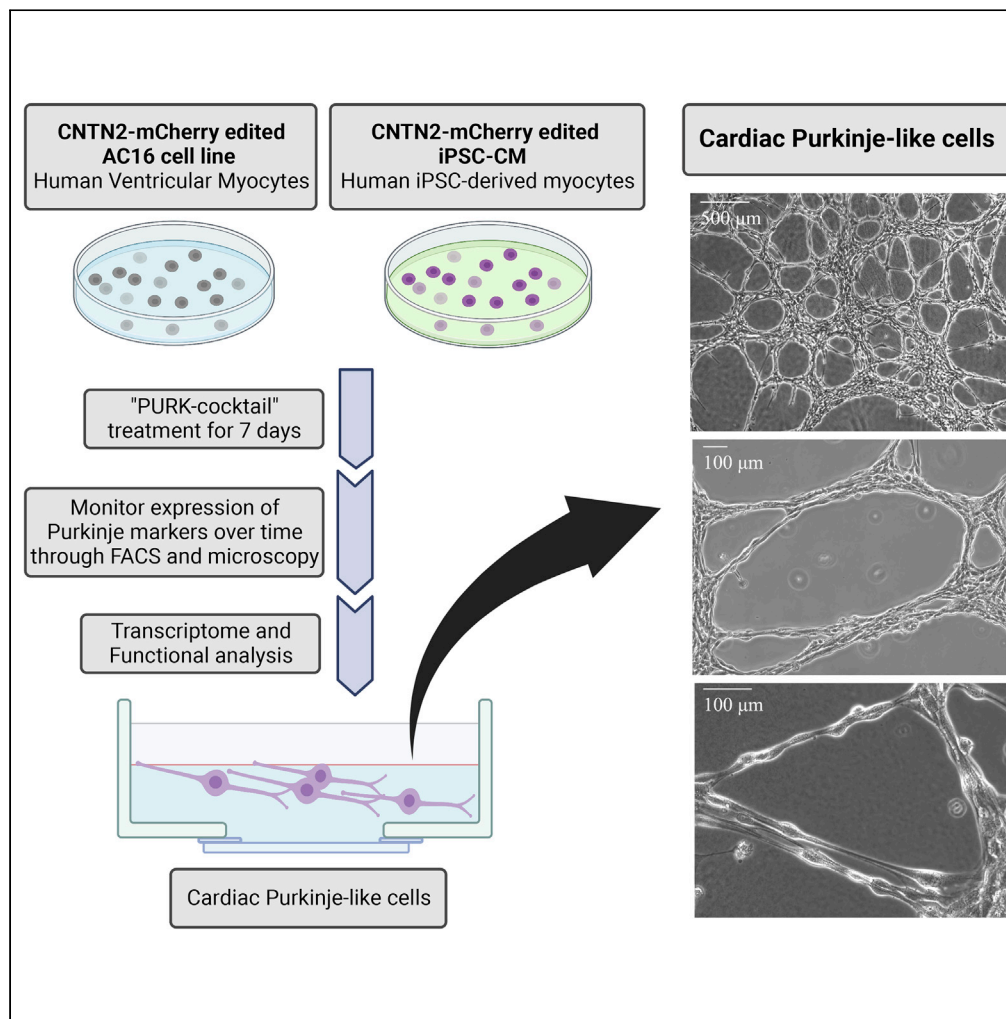 CNTN2-mCherry edited
AC16 cell line
Human Ventricular Myocytes
CNTN2-mCherry edited
iPSC-CM
Human iPSC-derived myocytes
Cardiac Purkinje-like cells
500 μm
"PURK-cocktail"
treatment for 7 days
Monitor expression of
Purkinje markers over time
through FACS and microscopy
100 μm
Transcriptome and
Functional analysis
100 μm
Cardiac Purkinje-like cells